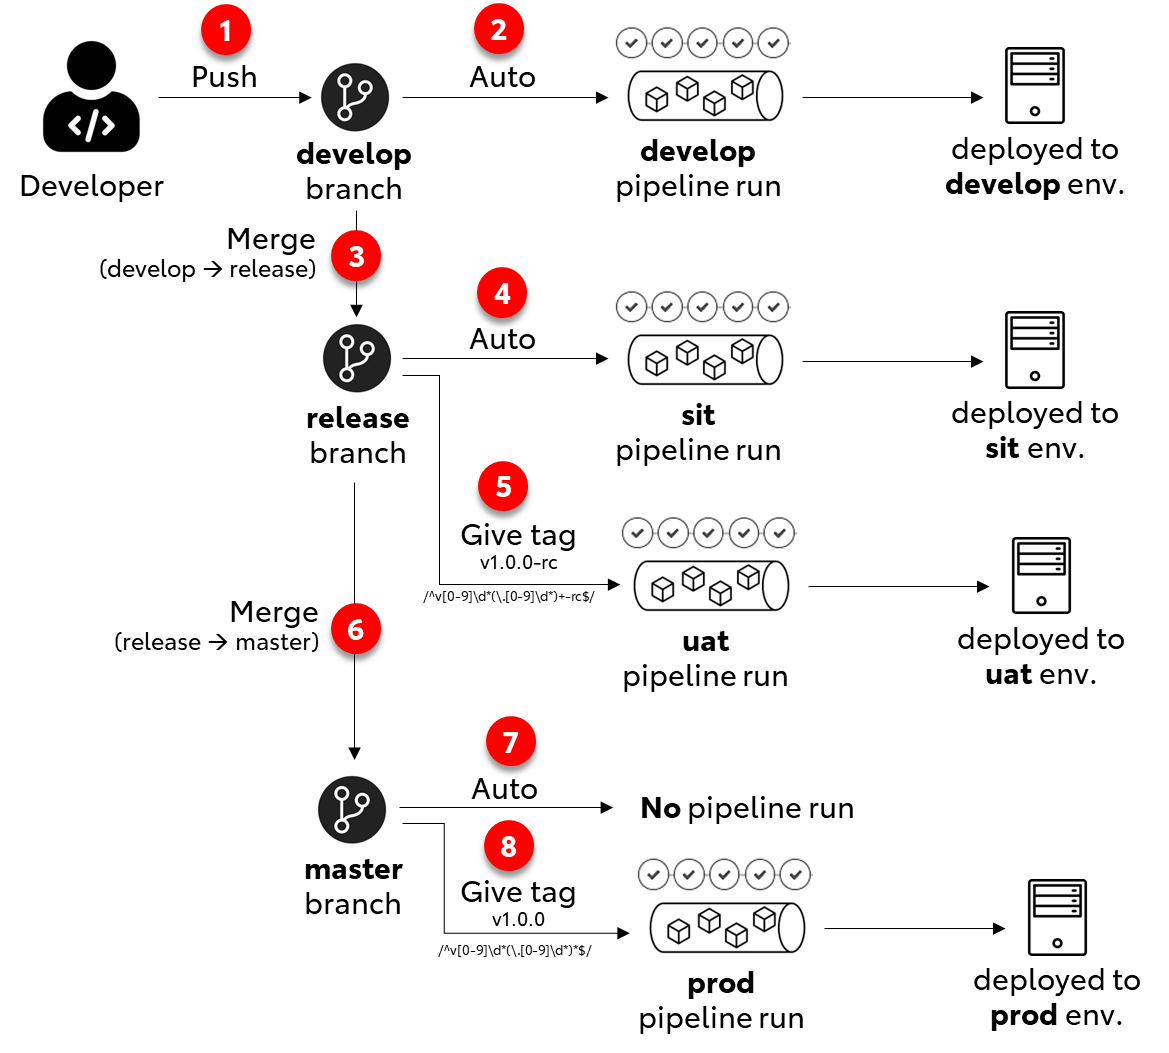 1
2
Push
Auto
</>
Developer
develop
branch
develop
pipeline run
deployed to
develop env.
Merge
(develop → release)
3
4
Auto
release
branch
sit
pipeline run
deployed to
sit env.
5
Give tag
v1.0.0-rc
/^v[0-9]\d*(\.[0-9]\d*)+-rc$/
uat
pipeline run
deployed to
uat env.
Merge
(release → master)
6
7
Auto
No pipeline run
master
branch
8
Give tag
v1.0.0
/^v[0-9]\d*(\.[0-9]\d*)*$/
prod
pipeline run
deployed to
prod env.